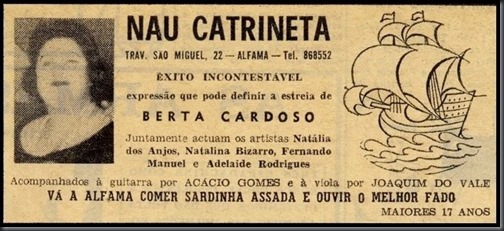 NAU CATRINETA
TRAV. SAO MIGUEL, 22 — ALFAMA — Tel. 868552
ÊXITO INCONTESTÁVEL
expressão que pode definir a estreia de
BERTA CARDOSO
Juntamente actuam os artistas Natália
dos Anjos, Natalina Bizarro, Fernando
Manuel e Adelaide Rodrigues
Acompanhados à guitarra por ACÁCIO GOMES e à viola por JOAQUIM DO VALE
VÁ A ALFAMA COMER SARDINHA ASSADA E OUVIR O MELHOR FADO
MAIORES 17 ANOS